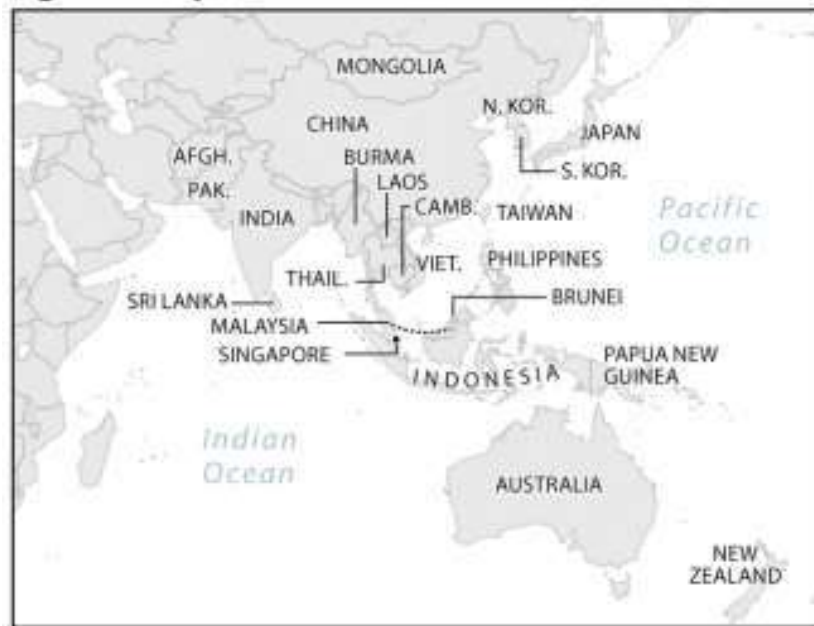 MONGOLIA
N. KOR.
CHINA
JAPAN
AFGH.
BURMA
S. KOR.
LAOS
PAK.
CAMB.
TAIWAN
INDIA
Pacific
Ocean
VIET.
PHILIPPINES
THAIL.
SRI LANKA
BRUNEI
MALAYSIA
SINGAPORE
PAPUA NEW
GUINEA
INDONESIA
Indian
Ocean
AUSTRALIA
NEW
ZEALAND